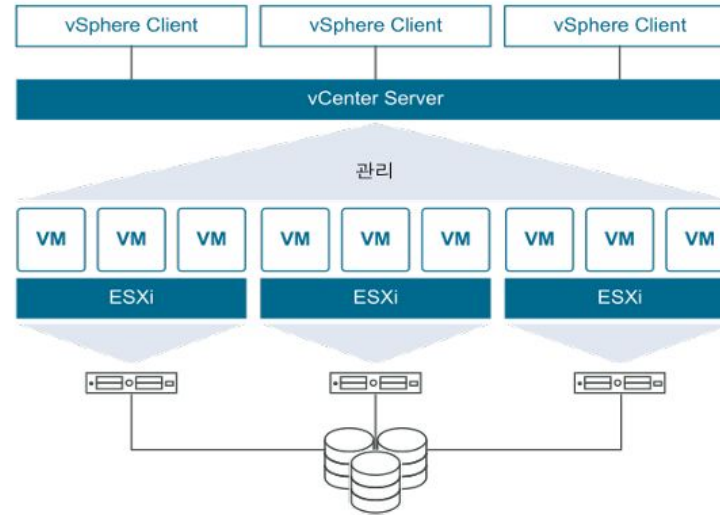 vSphere Client vSphere Client vSphere Client
vCenter Server
관리
VM VM VM VM VM VM VM VM VM
ESXi ESXi ESXi